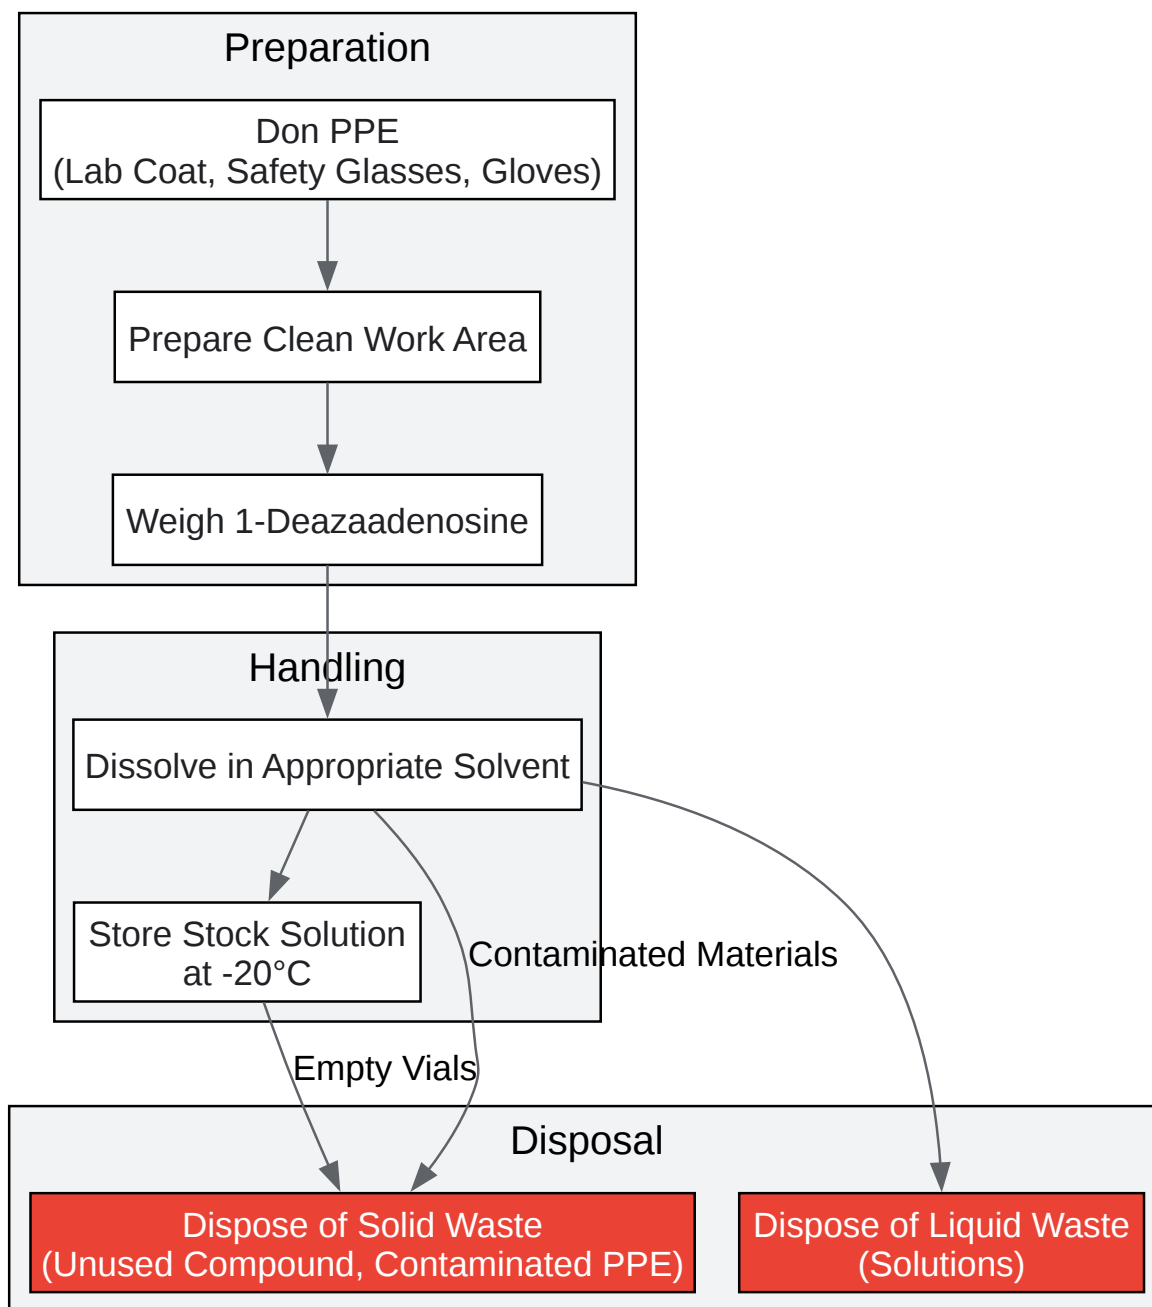 Preparation
Don PPE
(Lab Coat, Safety Glasses, Gloves)
Prepare Clean Work Area
Weigh 1-Deazaadenosine
Handling
Dissolve in Appropriate Solvent
Store Stock Solution
at -20°C
Contaminated Materials
Empty Vials
Disposal
Dispose of Solid Waste
(Unused Compound, Contaminated PPE)
Dispose of Liquid Waste
(Solutions)